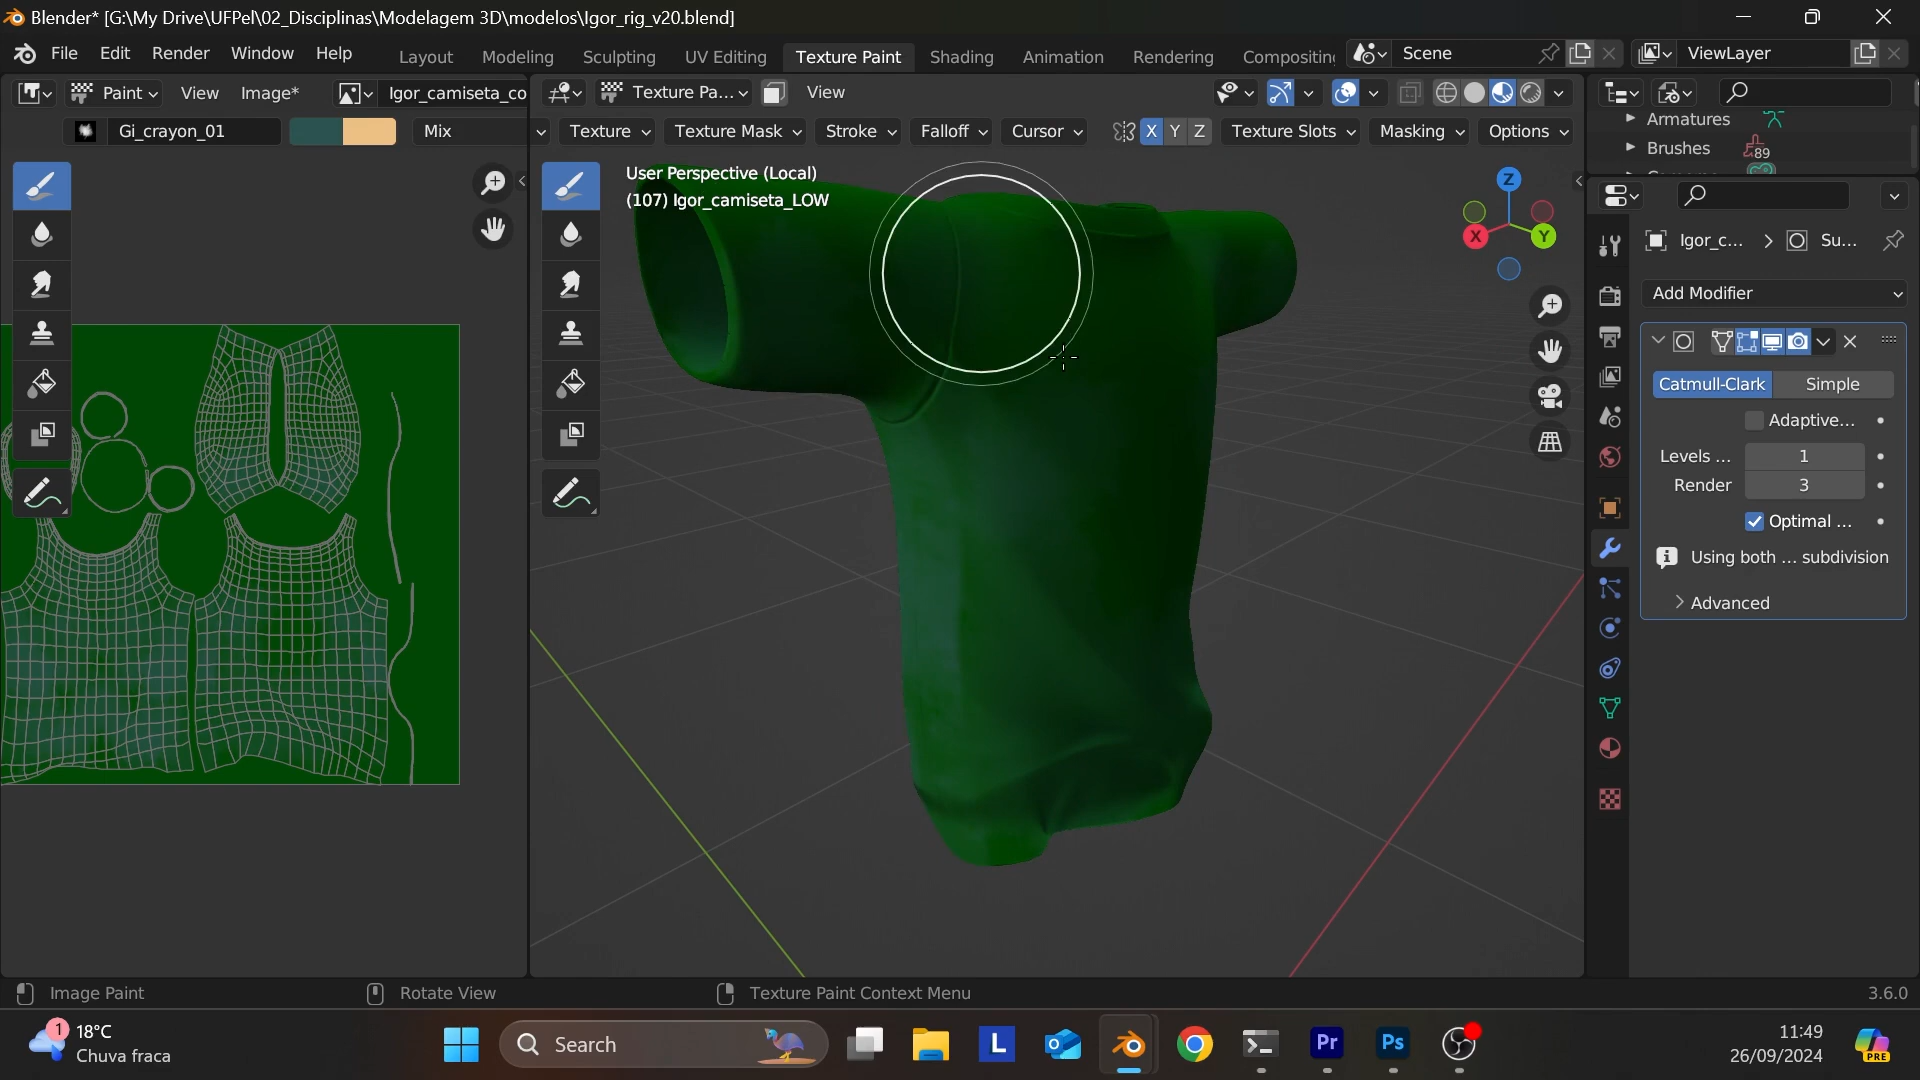 Blender* [G:\My Drive\UFPel\02_Disciplinas\Modelagem 3D\modelos\Igor_rig_v20.blend]
File Edit Render Window Help
Layout Modeling Sculpting UV Editing Texture Paint Shading Animation Rendering Compositin
Scene
ViewLayer
Paint View Image* Igor_camiseta_co
Texture Pa... View
Gi_crayon_01 Mix
Texture Texture Mask Stroke Falloff Cursor X Y Z Texture Slots Masking Options
Armatures
Brushes 89
User Perspective (Local)
(107) Igor_camiseta_LOW
Z
X Y
Igor_c... Su...
Add Modifier
Catmull-Clark Simple
Adaptive...
Levels ... 1
Render 3
Optimal ...
Using both ... subdivision
Advanced
Image Paint Rotate View Texture Paint Context Menu 3.6.0
1
18°C
Chuva fraca
Search
L
Pr
Ps
11:49
26/09/2024
PRE